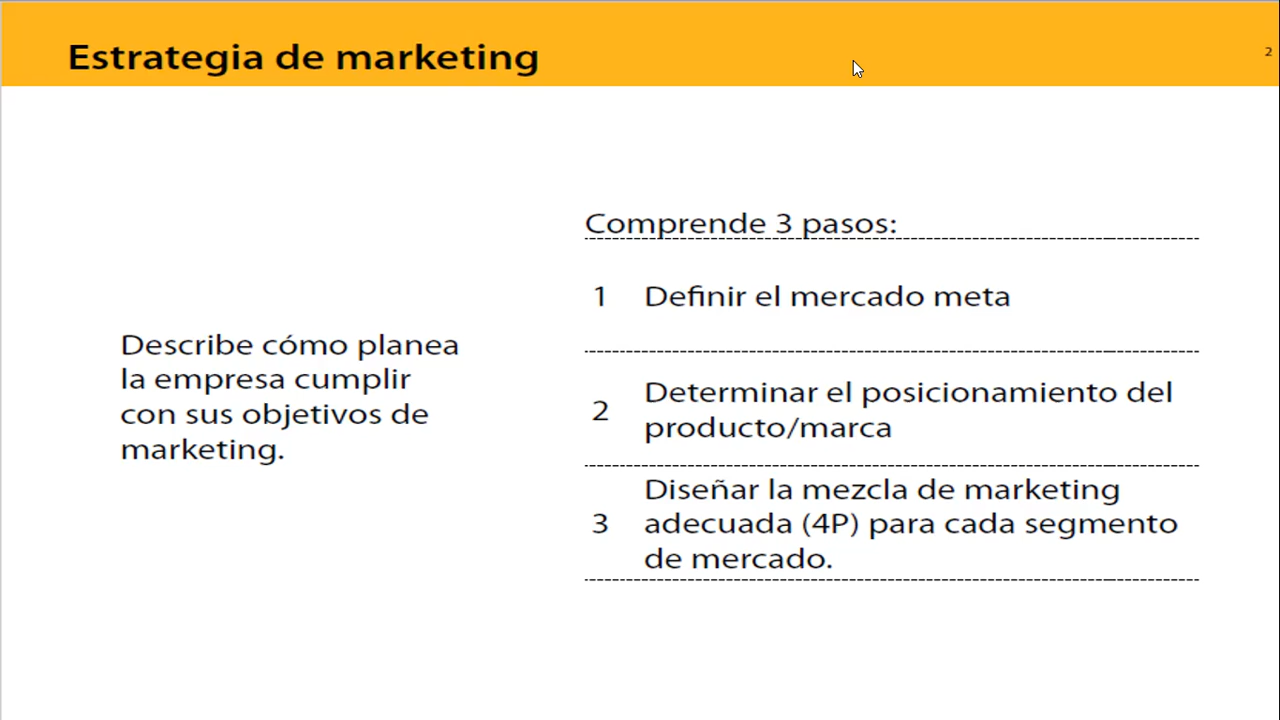 Estrategia de marketing
2
Describe cómo planea
la empresa cumplir
con sus objetivos de
marketing.
Comprende 3 pasos:
1 Definir el mercado meta
2 Determinar el posicionamiento del
producto/marca
3 Diseñar la mezcla de marketing
adecuada (4P) para cada segmento
de mercado.